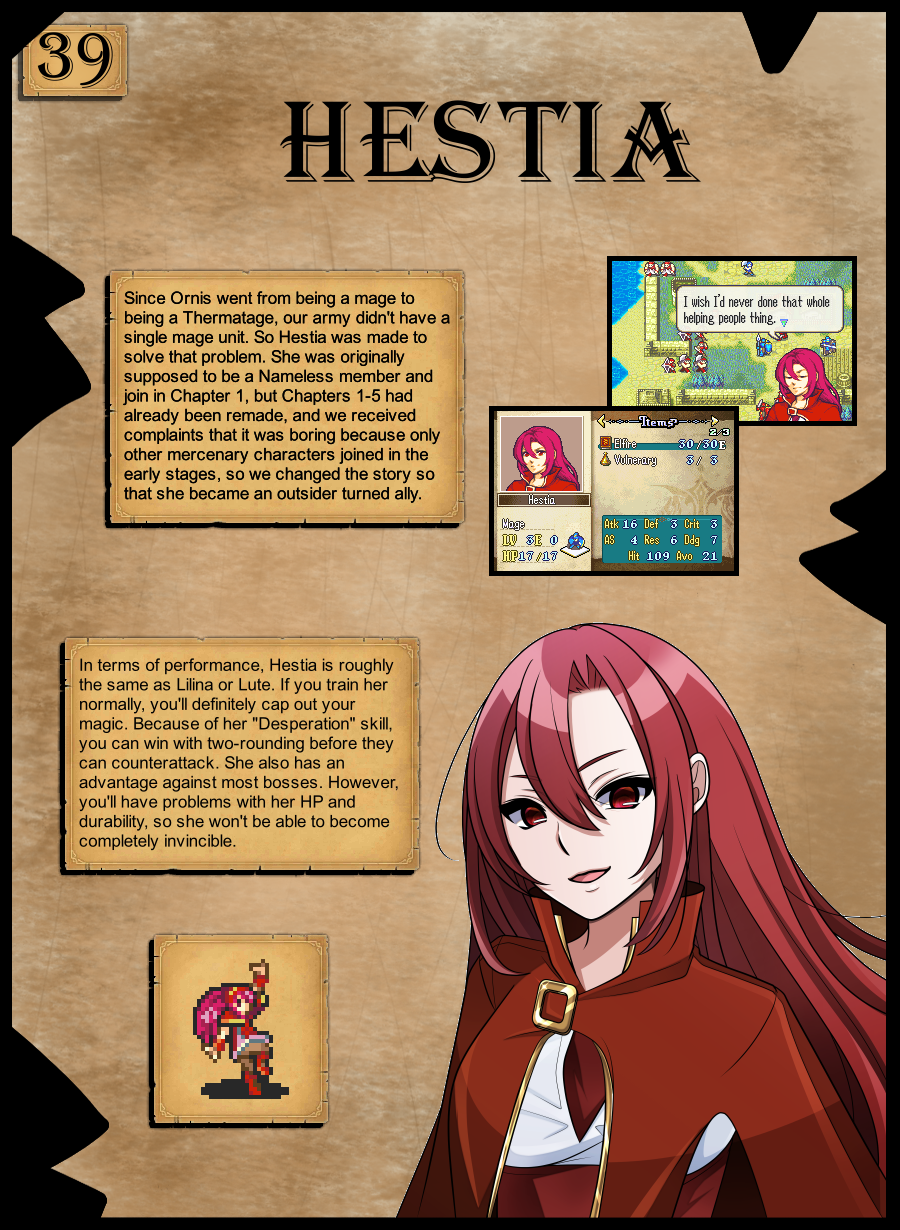 39
HESTIA
Since Ornis went from being a mage to
being a Thermatage, our army didn't have a
single mage unit. So Hestia was made to
solve that problem. She was originally
supposed to be a Nameless member and
join in Chapter 1, but Chapters 1-5 had
already been remade, and we received
complaints that it was boring because only
other mercenary characters joined in the
early stages, so we changed the story so
that she became an outsider turned ally.
I wish I'd never done that whole
helping people thing.
Items
2/3
Elfire 30/30E
Vulnerary 3/ 3
Hestia
Mage
LV 3 E 0
HP17/17
Atk 16 Def 3 Crit 3
AS 4 Res 6 Ddg 7
Hit 109 Avo 21
In terms of performance, Hestia is roughly
the same as Lilina or Lute. If you train her
normally, you'll definitely cap out your
magic. Because of her "Desperation" skill,
you can win with two-rounding before they
can counterattack. She also has an
advantage against most bosses. However,
you'll have problems with her HP and
durability, so she won't be able to become
completely invincible.